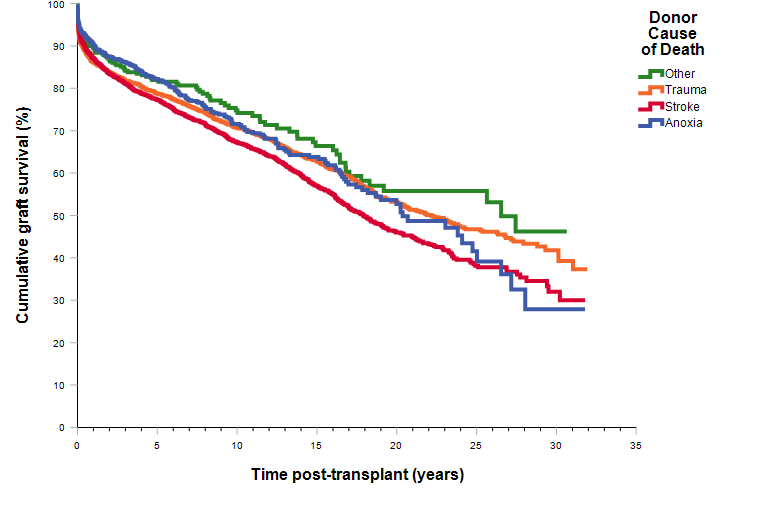 Donor
Cause
of Death
Other
Trauma
Stroke
Anoxia
Cumulative graft survival (%)
100
90
80
70
60
50
40
30
20
10
0
0 5 10 15 20 25 30 35
Time post-transplant (years)